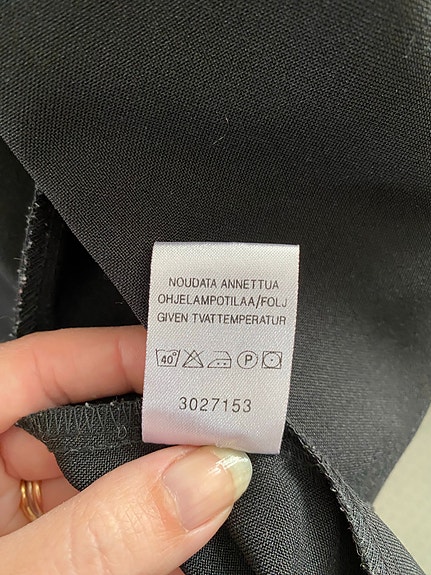 NOUDATA ANNETTUA
OHJELAMPOTILAA/FOLJ
GIVEN TVATTEMPERATUR
40° P
3027153